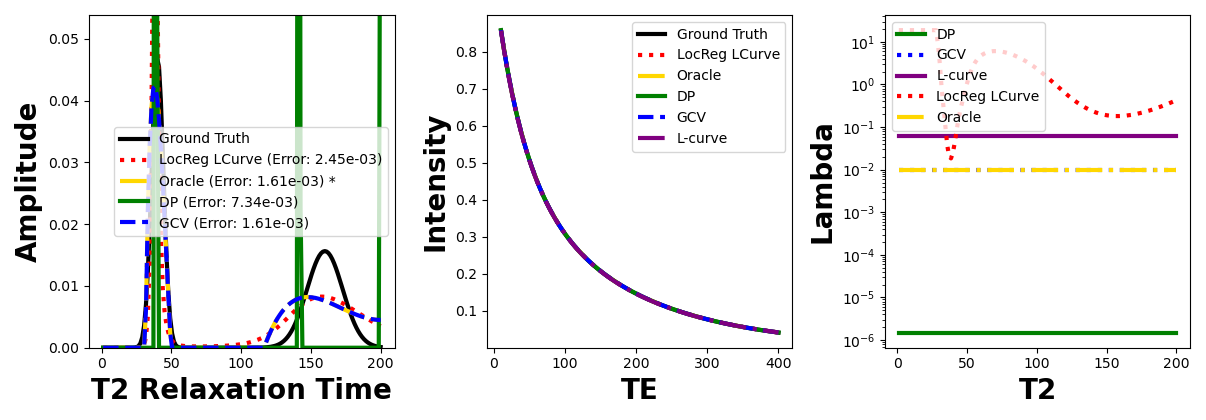 0.05
0.04
0.03
0.02
0.01
0.00
Amplitude
Ground Truth
LocReg LCurve (Error: 2.45e-03)
Oracle (Error: 1.61e-03) *
DP (Error: 7.34e-03)
GCV (Error: 1.61e-03)
0 50 100 150 200
T2 Relaxation Time
0.8
0.7
0.6
0.5
0.4
0.3
0.2
0.1
Intensity
Ground Truth
LocReg LCurve
Oracle
DP
GCV
L-curve
0 100 200 300 400
TE
10¹
10⁰
10⁻¹
10⁻²
10⁻³
10⁻⁴
10⁻⁵
10⁻⁶
Lambda
DP
GCV
L-curve
LocReg LCurve
Oracle
0 50 100 150 200
T2